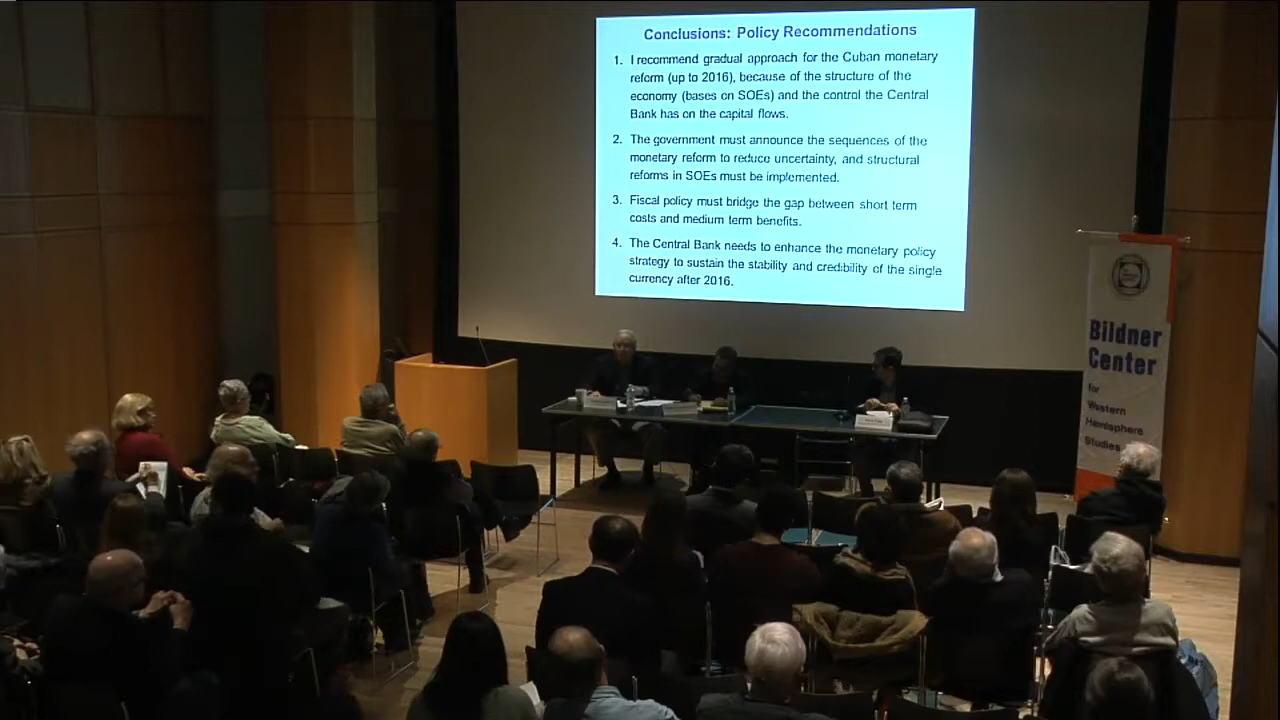 Conclusions: Policy Recommendations
1. I recommend gradual approach for the Cuban monetary
reform (up to 2016), because of the structure of the
economy (bases on SOEs) and the control the Central
Bank has on the capital flows.
2. The government must announce the sequences of the
monetary reform to reduce uncertainty, and structural
reforms in SOEs must be implemented.
3. Fiscal policy must bridge the gap between short term
costs and medium term benefits.
4. The Central Bank needs to enhance the monetary policy
strategy to sustain the stability and credibility of the single
currency after 2016.
Bildner
Center
for
Western
Hemisphere
Studies